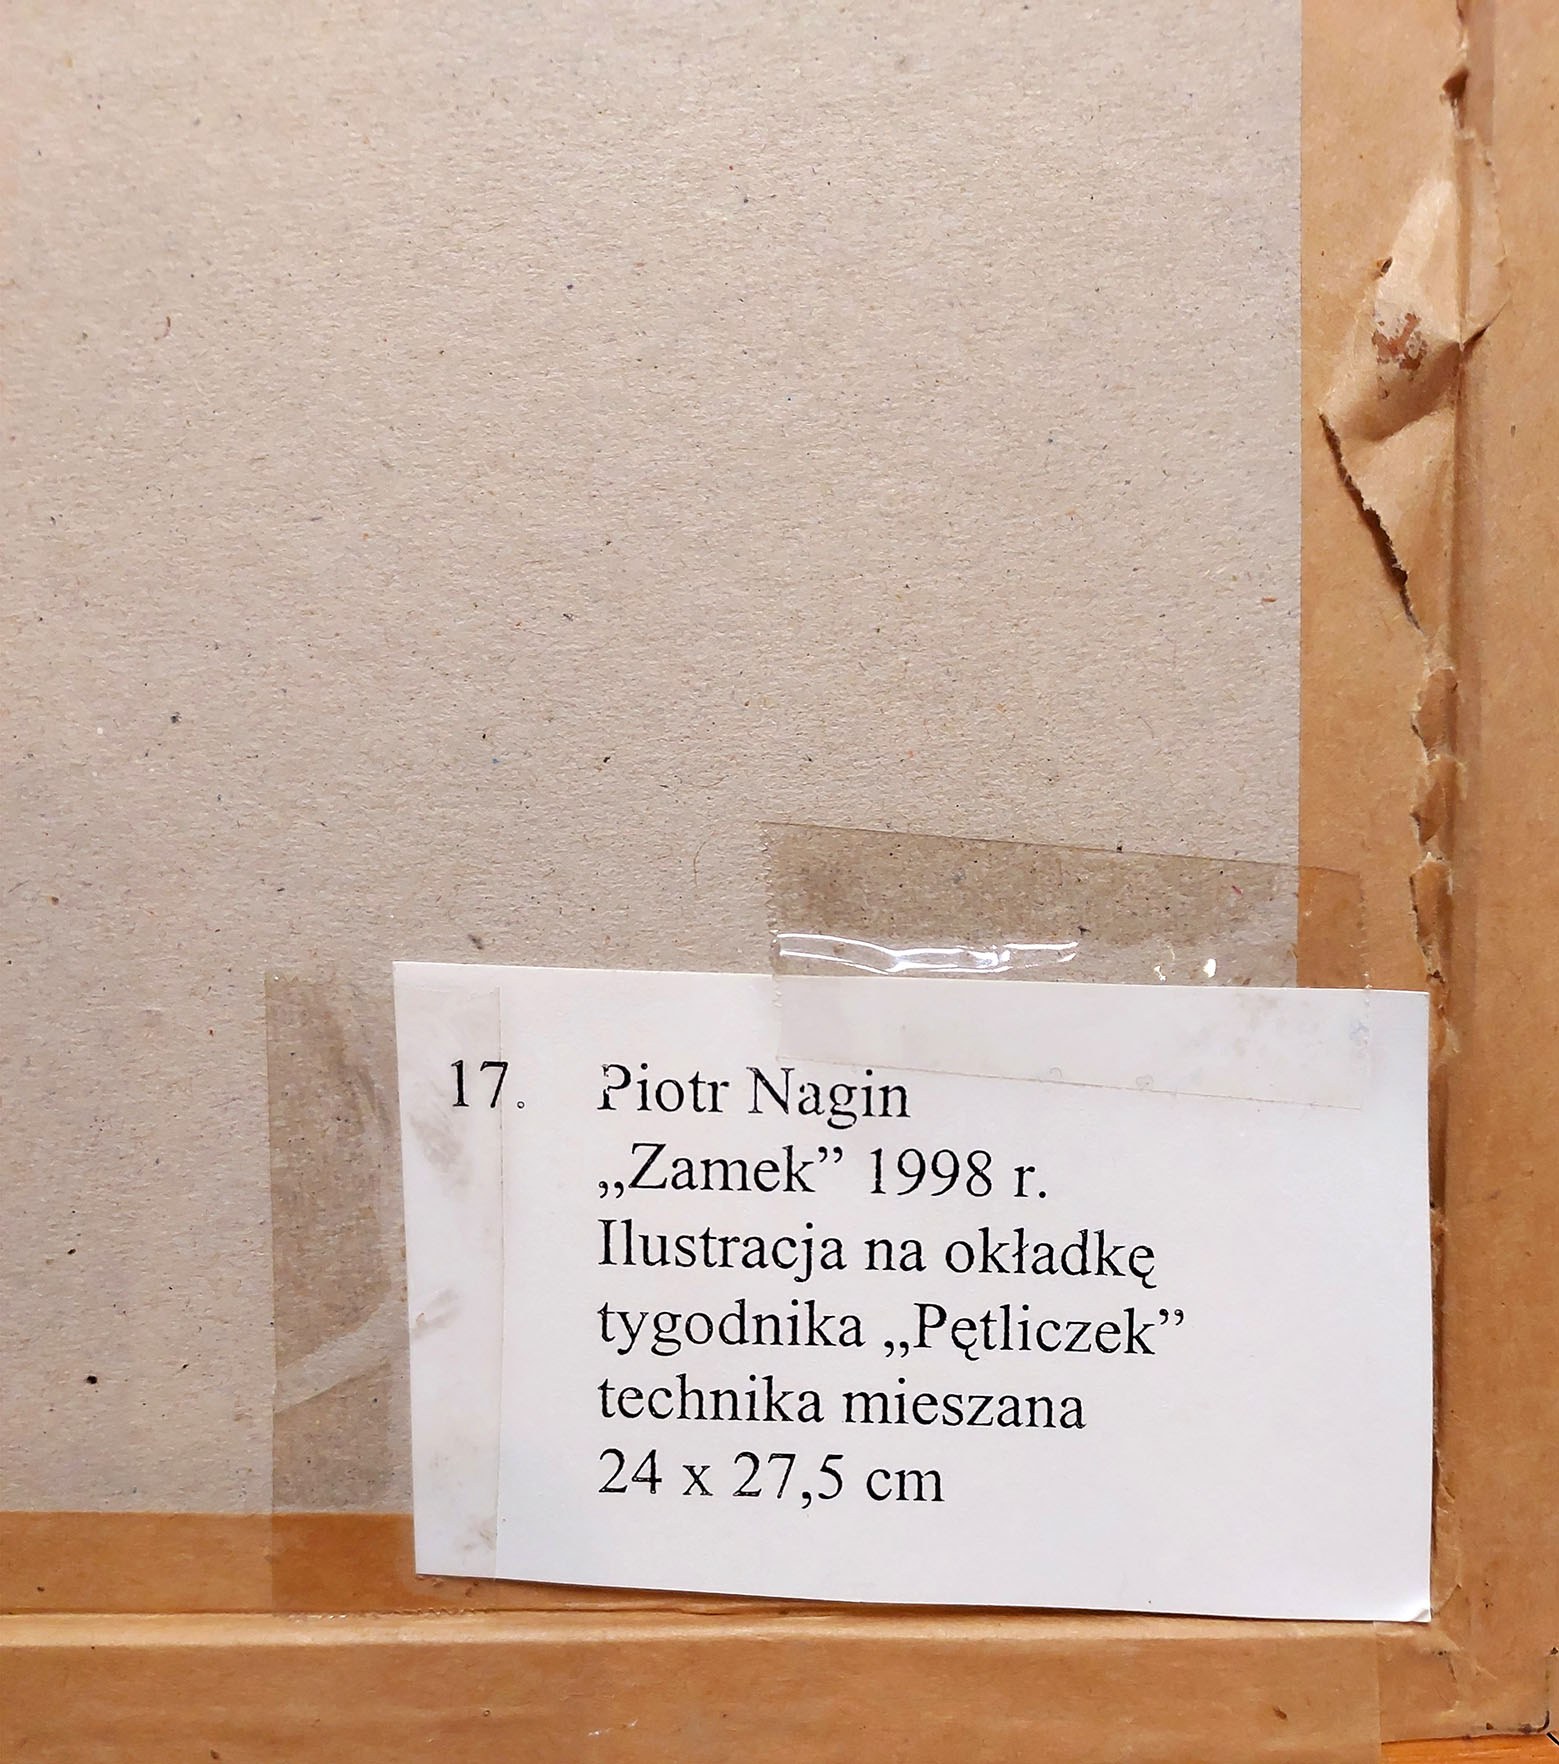 17. Piotr Nagin
„Zamek” 1998 r.
Ilustracja na okładkę
tygodnika „Pętliczek”
technika mieszana
24 x 27,5 cm